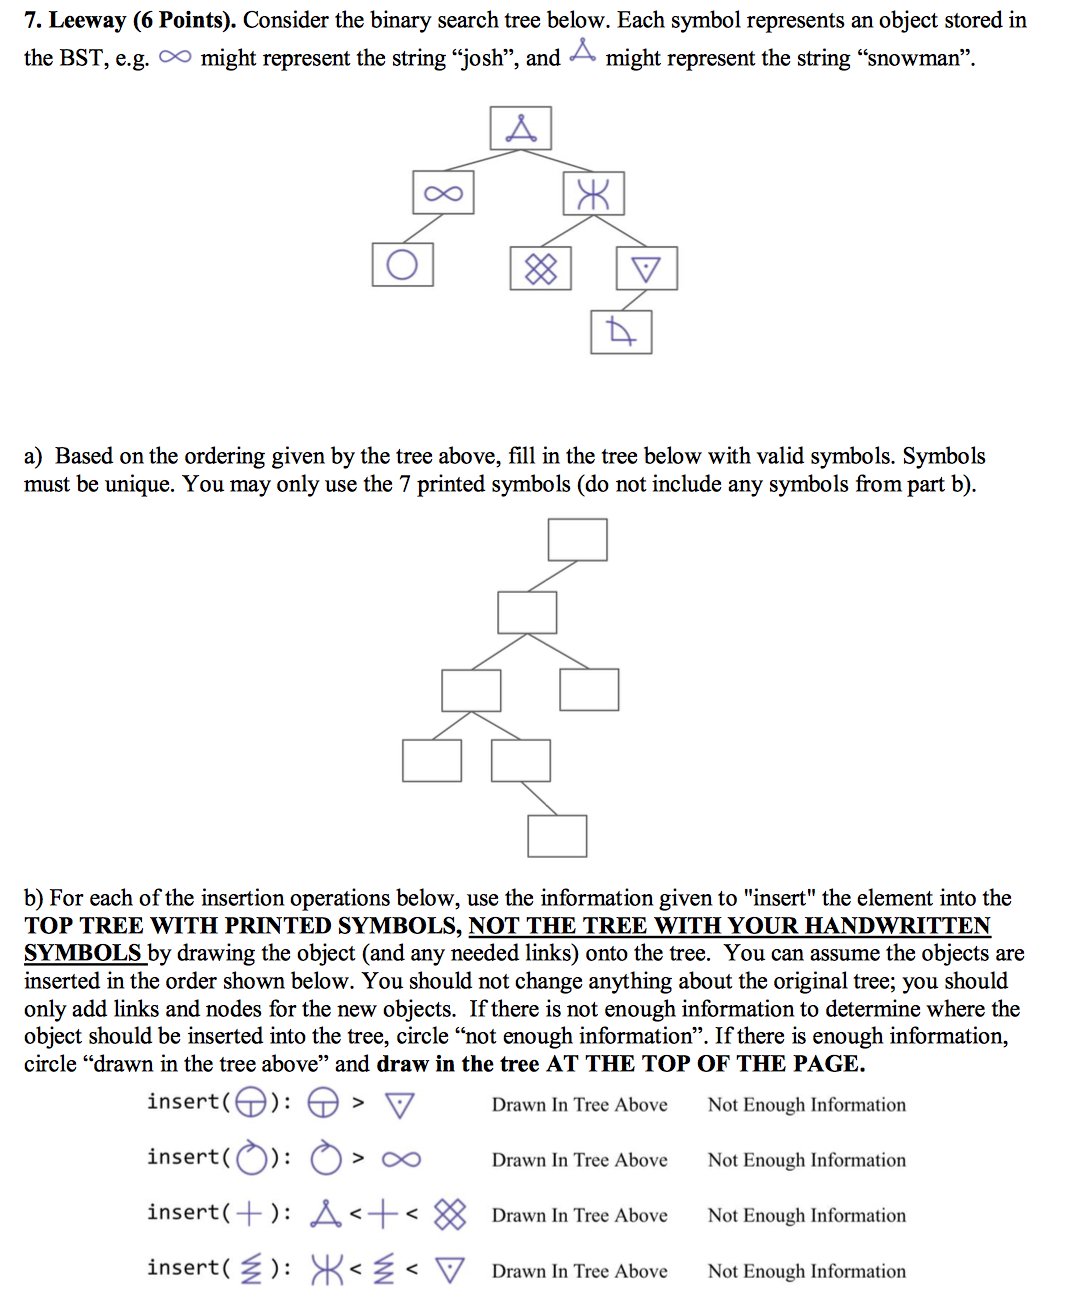 7. Leeway (6 Points). Consider the binary search tree below. Each symbol represents an object stored in
the BST, e.g. ∞ might represent the string “josh”, and might represent the string “snowman”.
∞ Ж
a) Based on the ordering given by the tree above, fill in the tree below with valid symbols. Symbols
must be unique. You may only use the 7 printed symbols (do not include any symbols from part b).
b) For each of the insertion operations below, use the information given to "insert" the element into the
TOP TREE WITH PRINTED SYMBOLS, NOT THE TREE WITH YOUR HANDWRITTEN
SYMBOLS by drawing the object (and any needed links) onto the tree. You can assume the objects are
inserted in the order shown below. You should not change anything about the original tree; you should
only add links and nodes for the new objects. If there is not enough information to determine where the
object should be inserted into the tree, circle “not enough information”. If there is enough information,
circle “drawn in the tree above” and draw in the tree AT THE TOP OF THE PAGE.
insert( ): > Drawn In Tree Above Not Enough Information
insert( ): > ∞ Drawn In Tree Above Not Enough Information
insert(+ ): <+< Drawn In Tree Above Not Enough Information
insert( ): Ж< < Drawn In Tree Above Not Enough Information